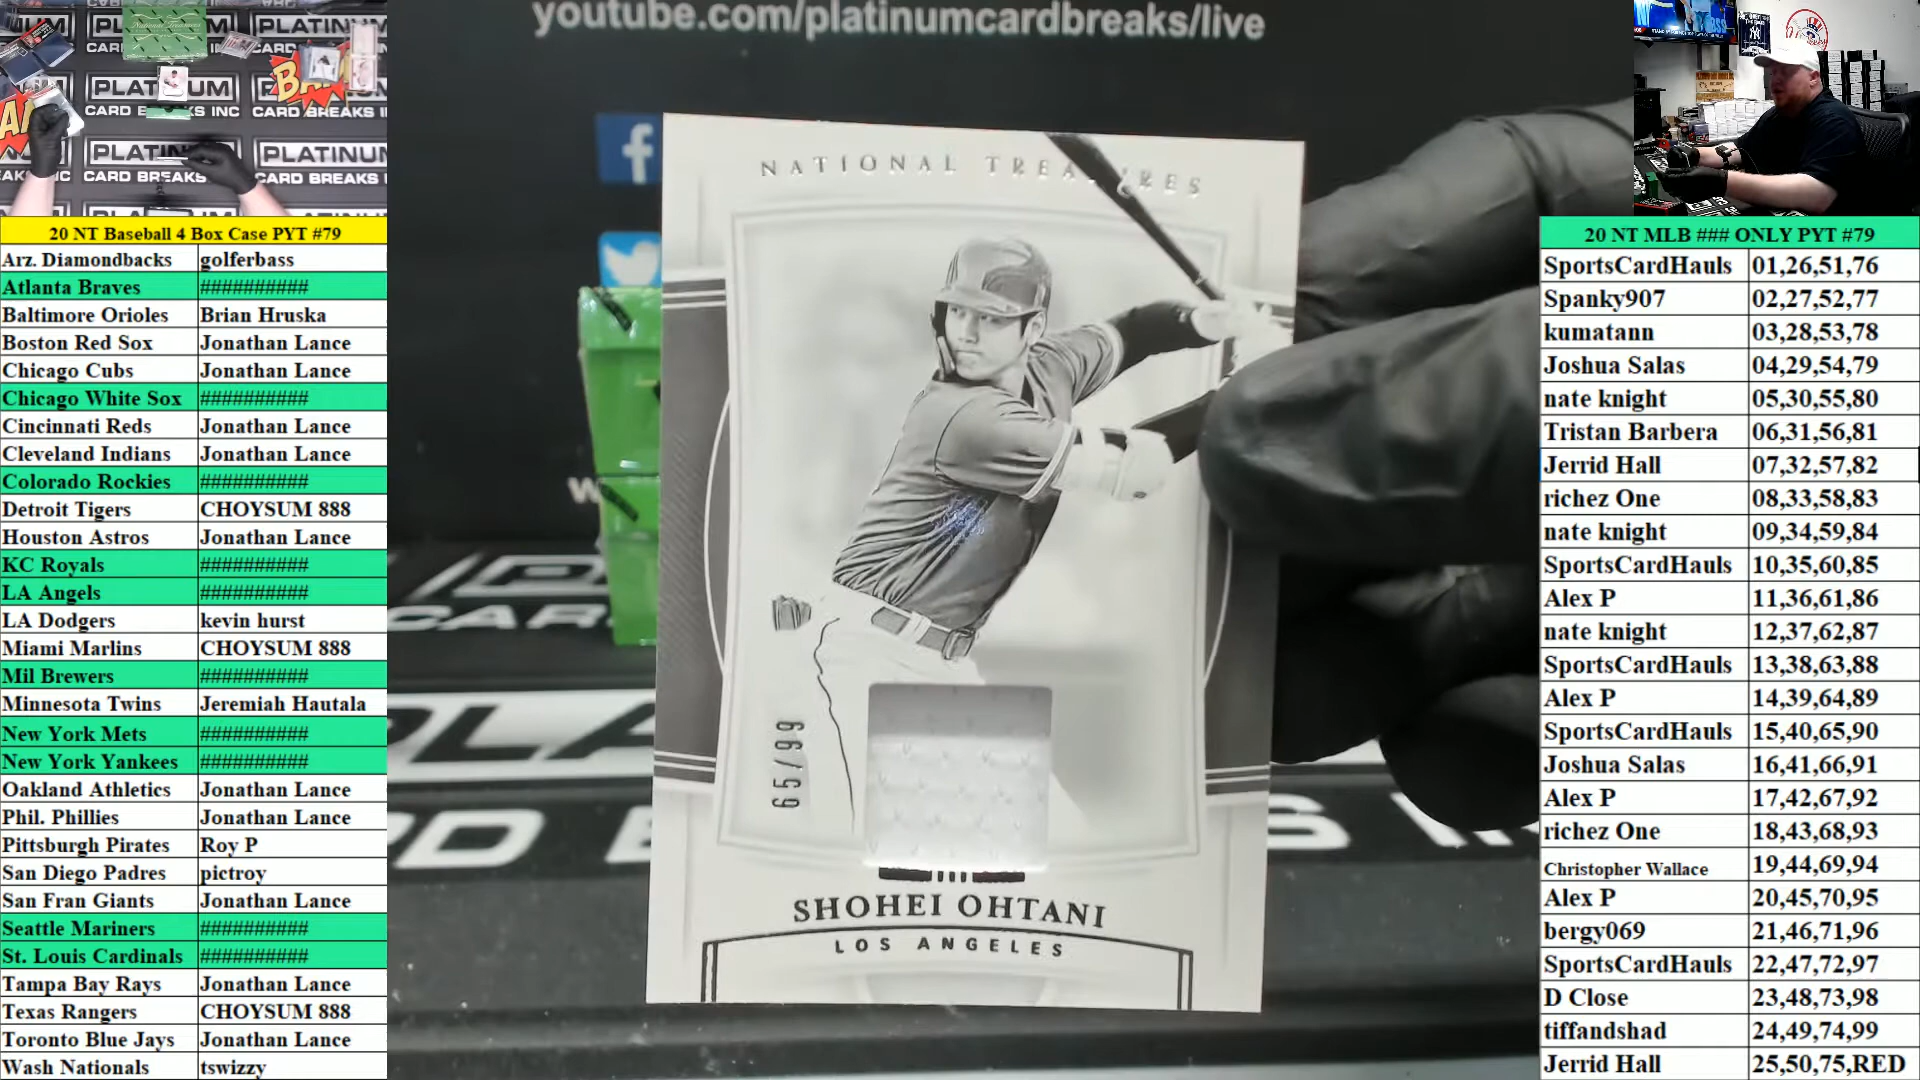 youtube.com/platinumcardbreaks/live
NATIONAL TREASURES
65/99
SHOHEI OHTANI
LOS ANGELES
20 NT Baseball 4 Box Case PYT #79
Arz. Diamondbacks golferbass
Atlanta Braves ##########
Baltimore Orioles Brian Hruska
Boston Red Sox Jonathan Lance
Chicago Cubs Jonathan Lance
Chicago White Sox ##########
Cincinnati Reds Jonathan Lance
Cleveland Indians Jonathan Lance
Colorado Rockies ##########
Detroit Tigers CHOYSUM 888
Houston Astros Jonathan Lance
KC Royals ##########
LA Angels ##########
LA Dodgers kevin hurst
Miami Marlins CHOYSUM 888
Mil Brewers ##########
Minnesota Twins Jeremiah Hautala
New York Mets ##########
New York Yankees ##########
Oakland Athletics Jonathan Lance
Phil. Phillies Jonathan Lance
Pittsburgh Pirates Roy P
San Diego Padres pictroy
San Fran Giants Jonathan Lance
Seattle Mariners ##########
St. Louis Cardinals ##########
Tampa Bay Rays Jonathan Lance
Texas Rangers CHOYSUM 888
Toronto Blue Jays Jonathan Lance
Wash Nationals tswizzy
20 NT MLB ### ONLY PYT #79
SportsCardHauls 01,26,51,76
Spanky907 02,27,52,77
kumatann 03,28,53,78
Joshua Salas 04,29,54,79
nate knight 05,30,55,80
Tristan Barbera 06,31,56,81
Jerrid Hall 07,32,57,82
richez One 08,33,58,83
nate knight 09,34,59,84
SportsCardHauls 10,35,60,85
Alex P 11,36,61,86
nate knight 12,37,62,87
SportsCardHauls 13,38,63,88
Alex P 14,39,64,89
SportsCardHauls 15,40,65,90
Joshua Salas 16,41,66,91
Alex P 17,42,67,92
richez One 18,43,68,93
Christopher Wallace 19,44,69,94
Alex P 20,45,70,95
bergy069 21,46,71,96
SportsCardHauls 22,47,72,97
D Close 23,48,73,98
tiffandshad 24,49,74,99
Jerrid Hall 25,50,75,RED
PLATINUM
CARD BREAKS INC